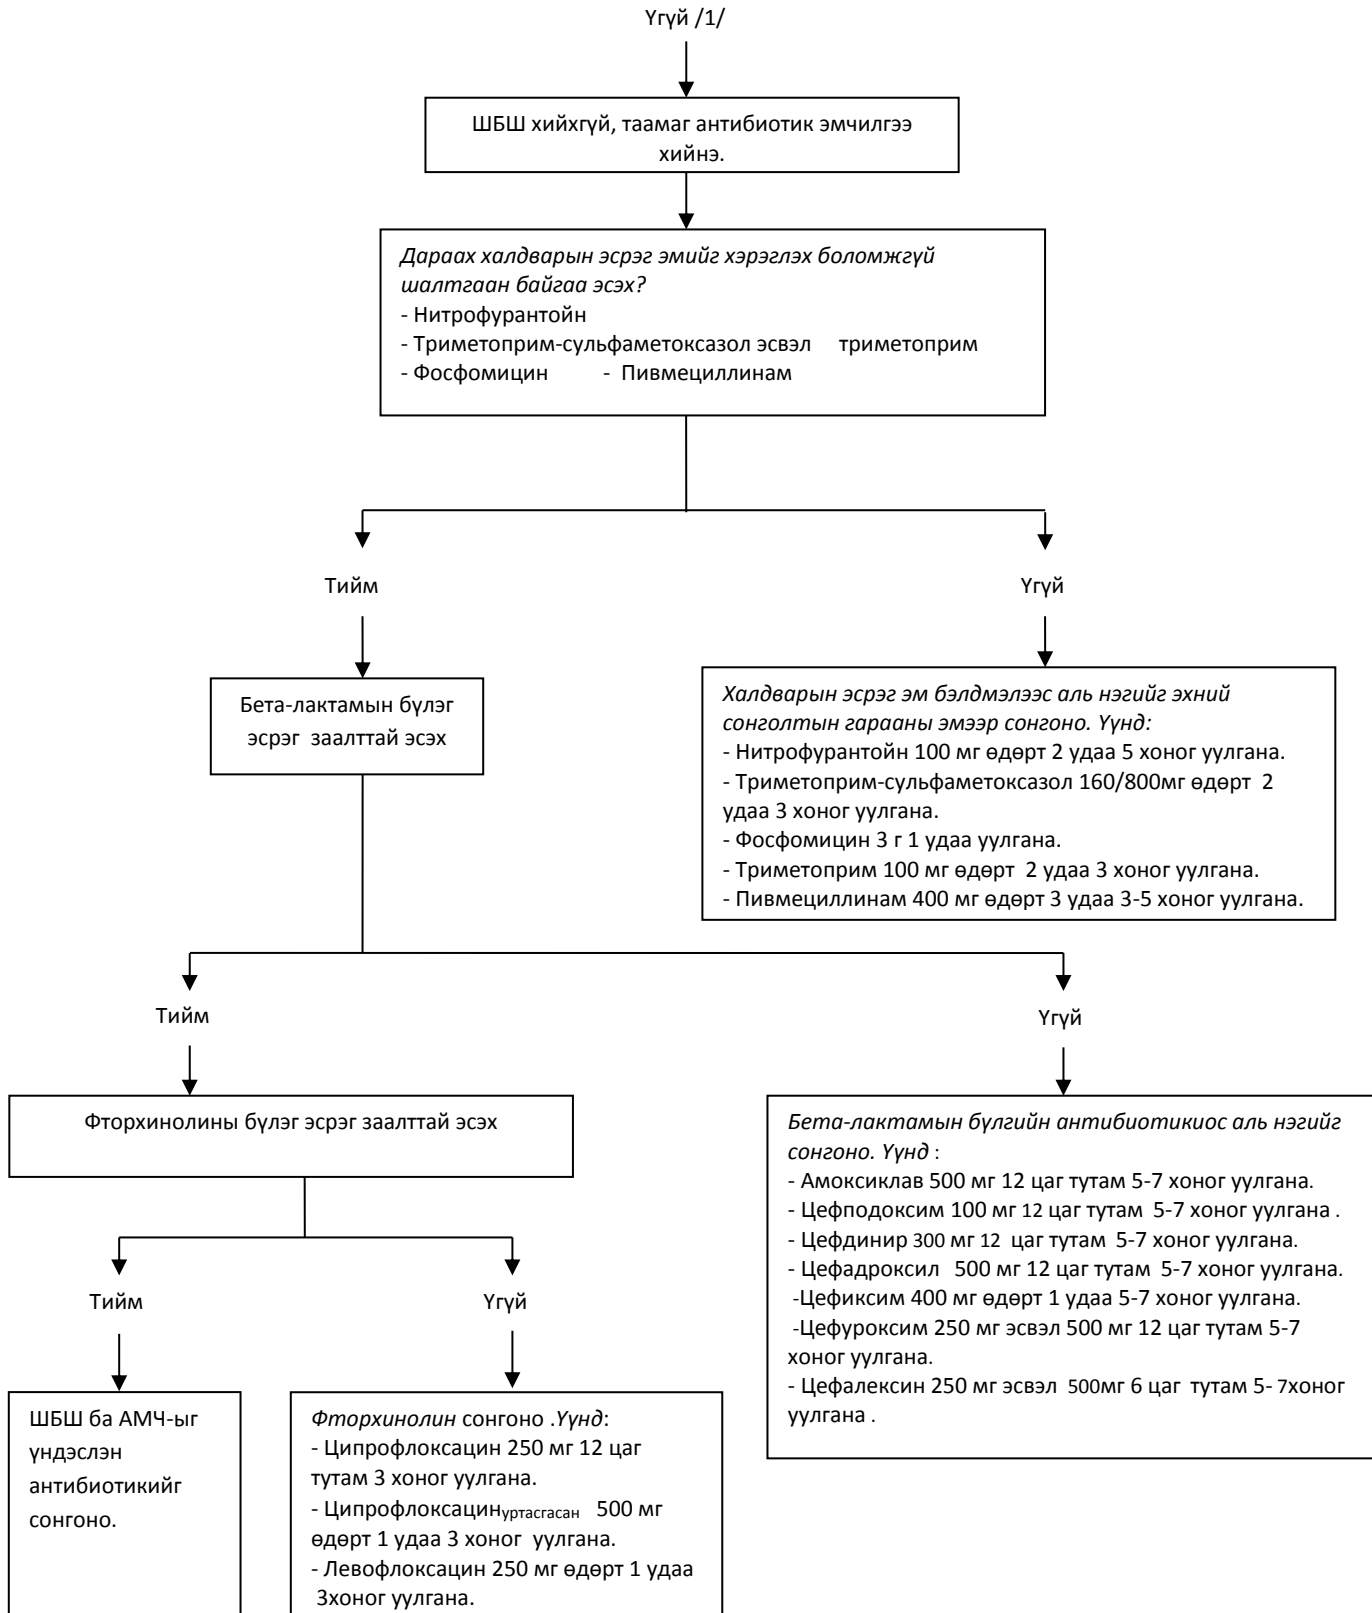 Үгүй /1/
ШБШ хийхгүй, таамаг антибиотик эмчилгээ
хийнэ.
Дараах халдварын эсрэг эмийг хэрэглэх боломжгүй
шалтгаан байгаа эсэх?
- Нитрофурантойн
- Триметоприм-сульфаметоксазол эсвэл триметоприм
- Фосфомицин - Пивмециллинам
Тийм
Үгүй
Бета-лактамын бүлэг
эсрэг заалттай эсэх
Халдварын эсрэг эм бэлдмэлээс аль нэгийг эхний
сонголтын гарааны эмээр сонгоно. Үүнд:
- Нитрофурантойн 100 мг өдөрт 2 удаа 5 хоног уулгана.
- Триметоприм-сульфаметоксазол 160/800мг өдөрт 2
удаа 3 хоног уулгана.
- Фосфомицин 3 г 1 удаа уулгана.
- Триметоприм 100 мг өдөрт 2 удаа 3 хоног уулгана.
- Пивмециллинам 400 мг өдөрт 3 удаа 3-5 хоног уулгана.
Тийм
Үгүй
Фторхинолины бүлэг эсрэг заалттай эсэх
Бета-лактамын бүлгийн антибиотикиос аль нэгийг
сонгоно. Үүнд :
- Амоксиклав 500 мг 12 цаг тутам 5-7 хоног уулгана.
- Цефподоксим 100 мг 12 цаг тутам 5-7 хоног уулгана .
- Цефдинир 300 мг 12 цаг тутам 5-7 хоног уулгана.
- Цефадроксил 500 мг 12 цаг тутам 5-7 хоног уулгана.
-Цефиксим 400 мг өдөрт 1 удаа 5-7 хоног уулгана.
-Цефуроксим 250 мг эсвэл 500 мг 12 цаг тутам 5-7
хоног уулгана.
- Цефалексин 250 мг эсвэл 500мг 6 цаг тутам 5- 7хоног
уулгана .
Тийм
Үгүй
ШБШ ба АМЧ-ыг
үндэслэн
антибиотикийг
сонгоно.
Фторхинолин сонгоно .Үүнд:
- Ципрофлоксацин 250 мг 12 цаг
тутам 3 хоног уулгана.
- Ципрофлоксацинуртасгасан 500 мг
өдөрт 1 удаа 3 хоног уулгана.
- Левофлоксацин 250 мг өдөрт 1 удаа
3хоног уулгана.